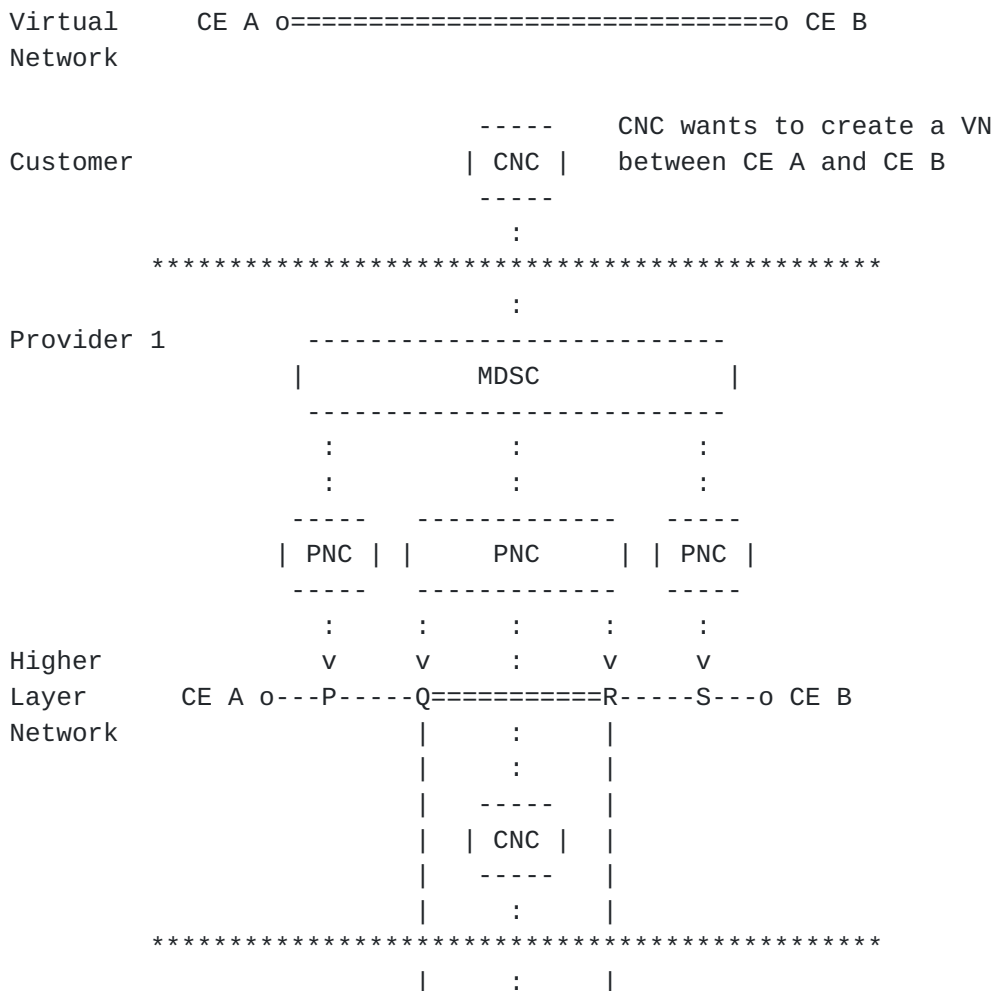 Virtual     CE A o===============================o CE B
Network
                              -----    CNC wants to create a VN
Customer                     | CNC |   between CE A and CE B
                              -----
                                :
         ***********************************************
                                :
Provider 1         ---------------------------
                  |           MDSC            |
                   ---------------------------
                    :           :           :
                    :           :           :
                  -----   -------------   -----
                 | PNC | |     PNC     | | PNC |
                  -----   -------------   -----
                    :     :     :     :     :
Higher              v     v     :     v     v
Layer      CE A o---P-----Q===========R-----S---o CE B
Network                   |     :     |
                          |     :     |
                          |   -----   |
                          |  | CNC |  |
                          |   -----   |
                          |     :     |
         ***********************************************
                          |     :     |